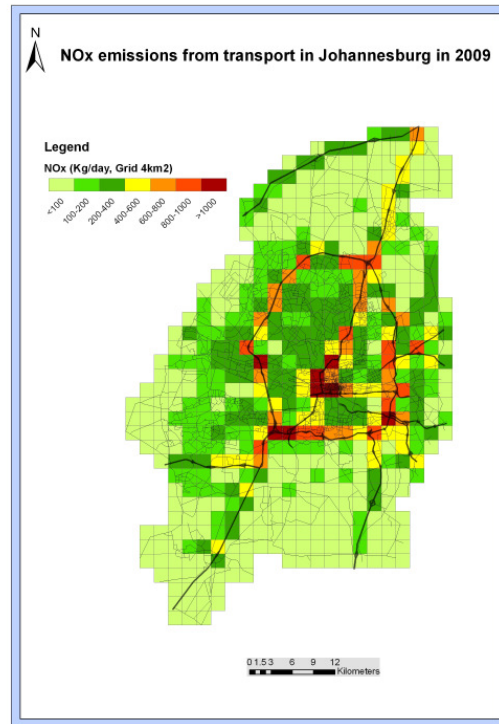 N
NOx emissions from transport in Johannesburg in 2009
Legend
NOx (Kg/day, Grid 4km2)
<100
100-200
200-400
400-600
600-800
800-1000
>1000
0 1.5 3 6 9 12
Kilometers